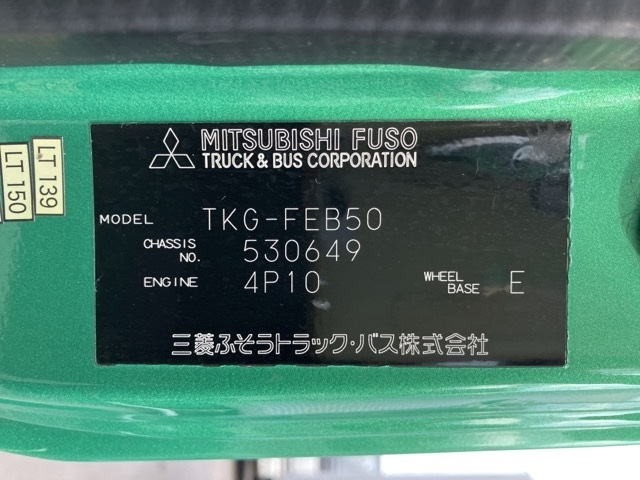 MITSUBISHI FUSO
TRUCK & BUS CORPORATION
MODEL TKG-FEB50
CHASSIS NO. 530649
ENGINE 4P10 WHEEL BASE E
三菱ふそうトラック・バス株式会社
LT 139
LT 150